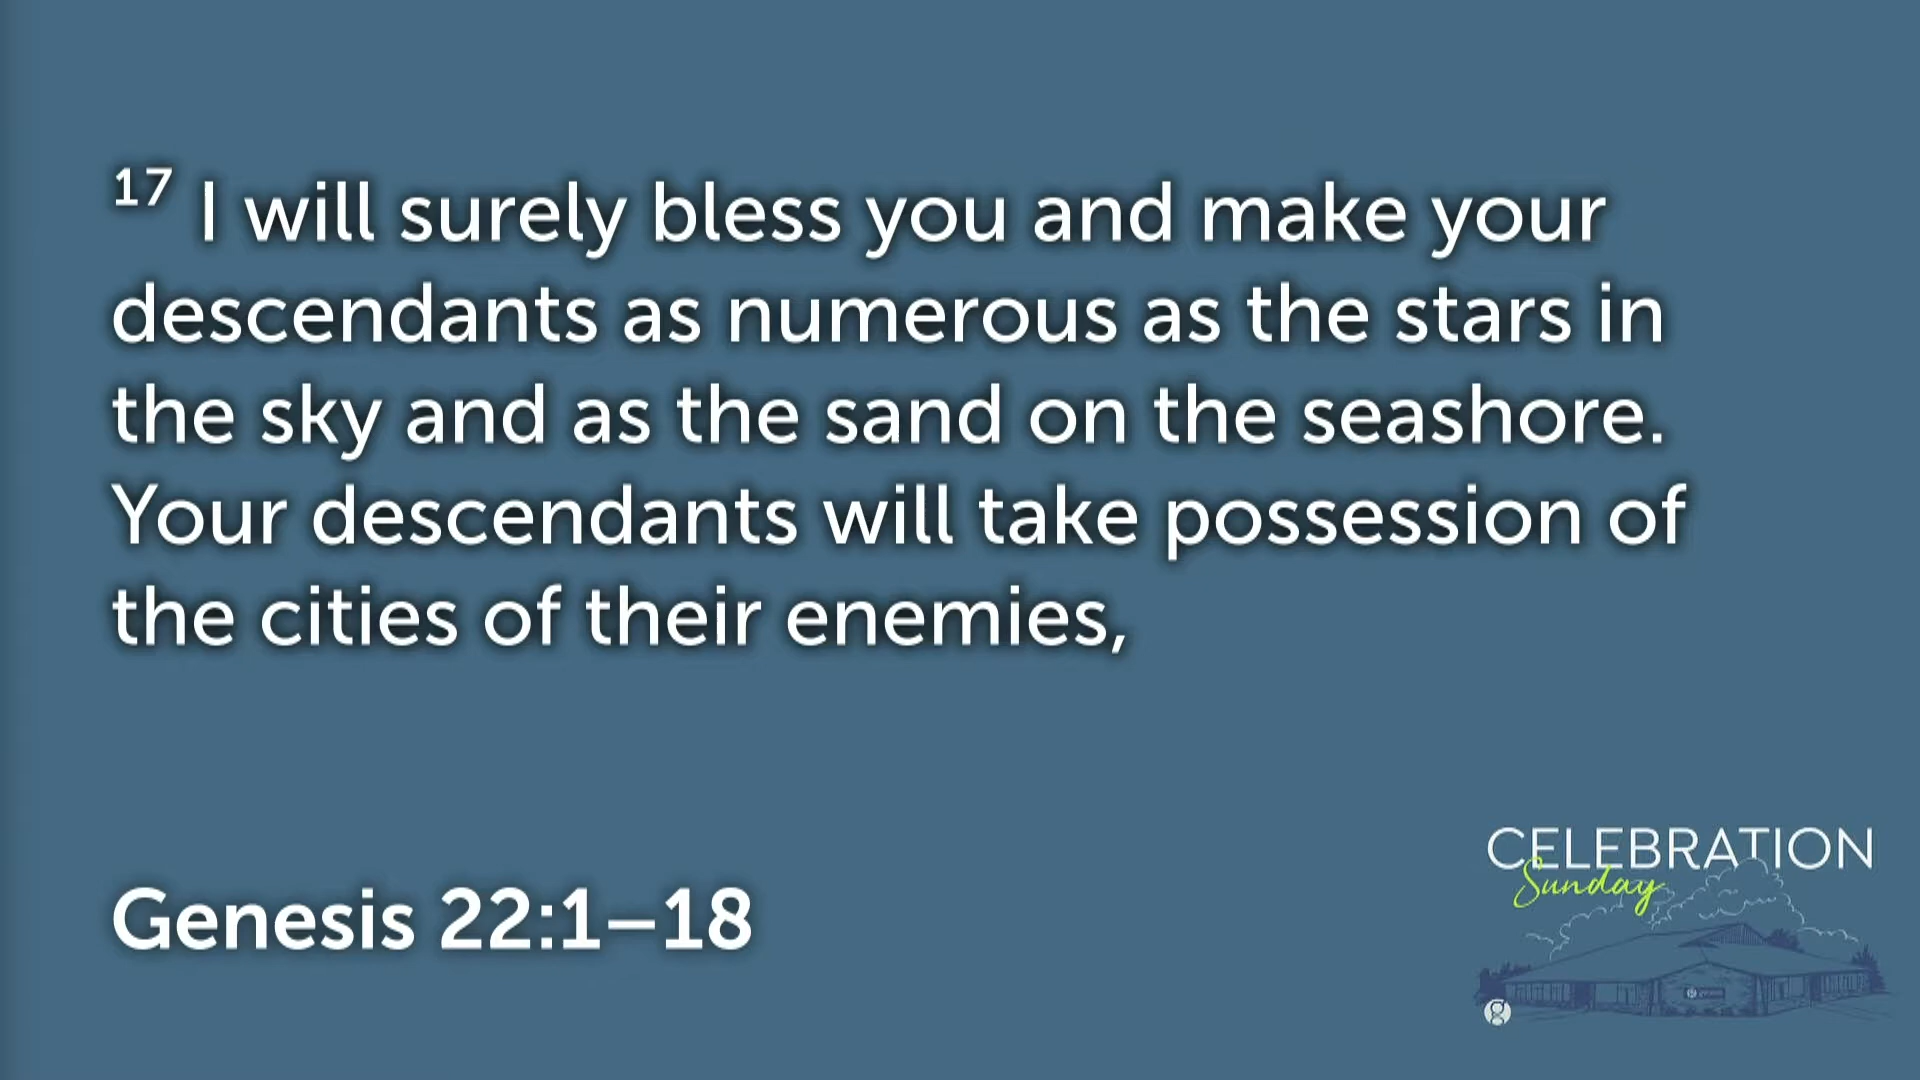 17 I will surely bless you and make your
descendants as numerous as the stars in
the sky and as the sand on the seashore.
Your descendants will take possession of
the cities of their enemies,
Genesis 22:1–18
CELEBRATION
Sunday